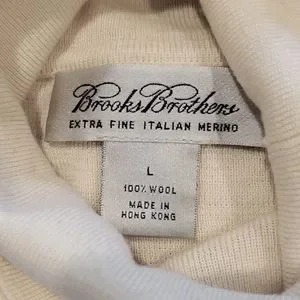 Brooks Brothers
EXTRA FINE ITALIAN MERINO
L
100% WOOL
MADE IN
HONG KONG